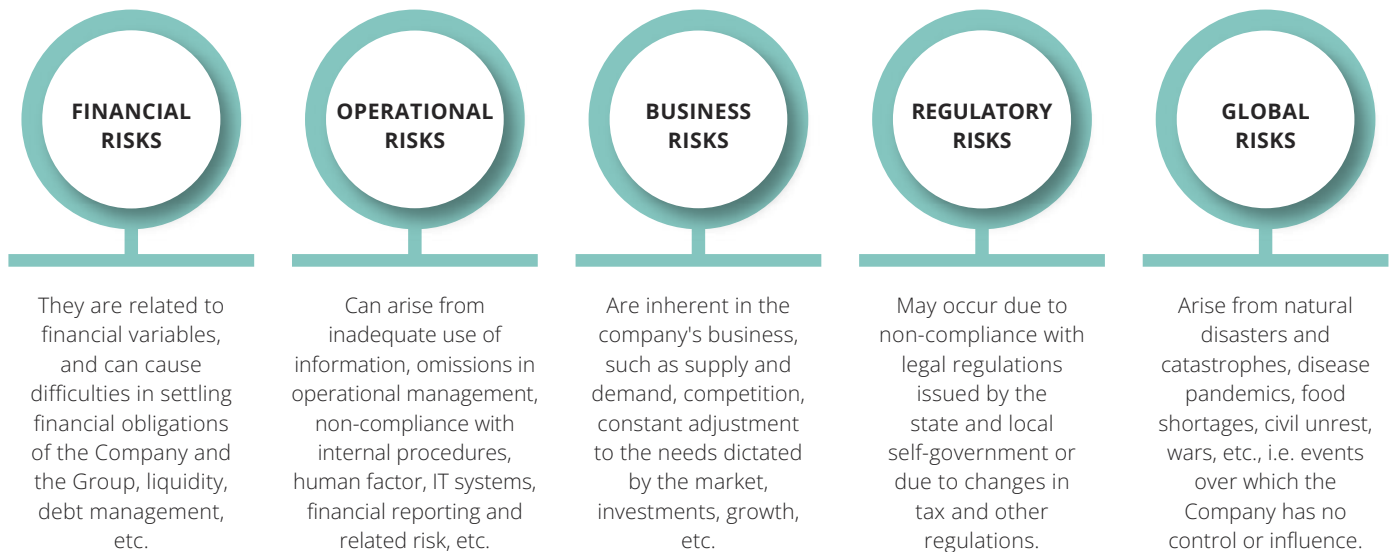 FINANCIAL
RISKS
They are related to
financial variables,
and can cause
difficulties in settling
financial obligations
of the Company and
the Group, liquidity,
debt management,
etc.
OPERATIONAL
RISKS
Can arise from
inadequate use of
information, omissions in
operational management,
non-compliance with
internal procedures,
human factor, IT systems,
financial reporting and
related risk, etc.
BUSINESS
RISKS
Are inherent in the
company's business,
such as supply and
demand, competition,
constant adjustment
to the needs dictated
by the market,
investments, growth,
etc.
REGULATORY
RISKS
May occur due to
non-compliance with
legal regulations
issued by the
state and local
self-government or
due to changes in
tax and other
regulations.
GLOBAL
RISKS
Arise from natural
disasters and
catastrophes, disease
pandemics, food
shortages, civil unrest,
wars, etc., i.e. events
over which the
Company has no
control or influence.